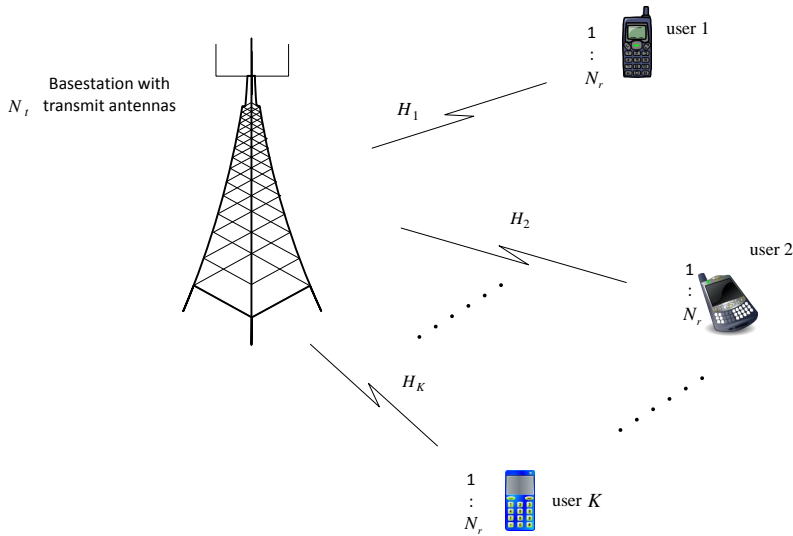 Basestation with
N_t transmit antennas
H_1
1
:
N_r
user 1
H_2
1
:
N_r
user 2
H_K
1
:
N_r
user K